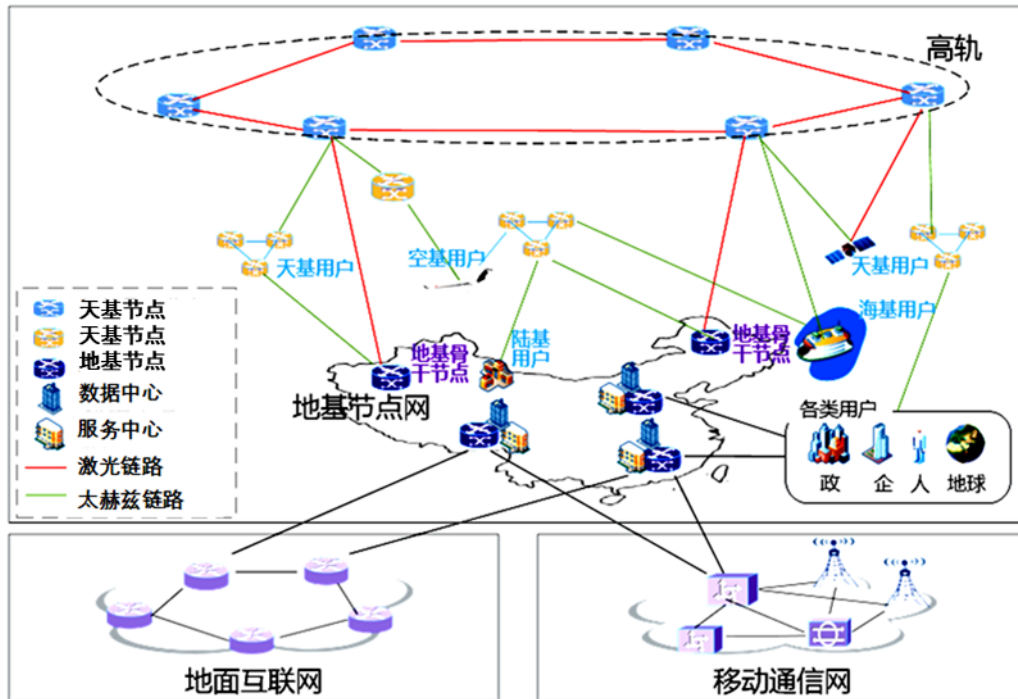 高轨
天基用户
空基用户
天基用户
海基用户
天基节点
天基节点
地基节点
数据中心
服务中心
激光链路
太赫兹链路
地基骨
干节点
陆基
用户
地基骨
干节点
地基节点网
各类用户
政 企 人 地球
地面互联网
移动通信网